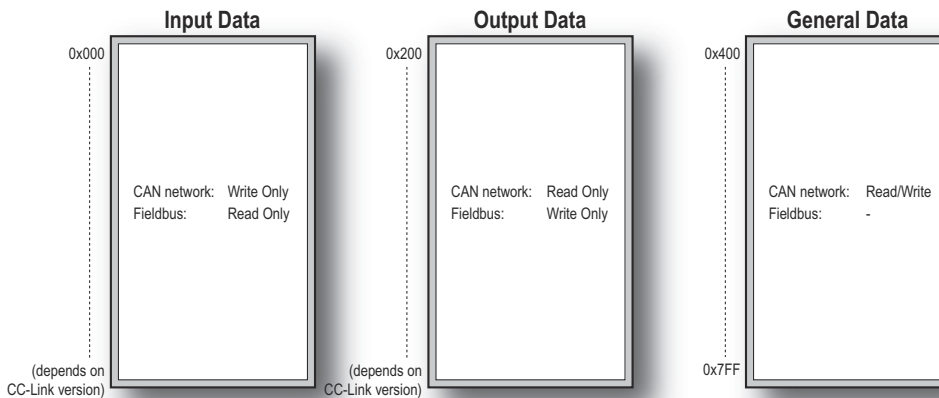 Input Data
0x000
CAN network: Write Only
Fieldbus: Read Only
(depends on
CC-Link version)
Output Data
0x200
CAN network: Read Only
Fieldbus: Write Only
(depends on
CC-Link version)
General Data
0x400
CAN network: Read/Write
Fieldbus: -
0x7FF